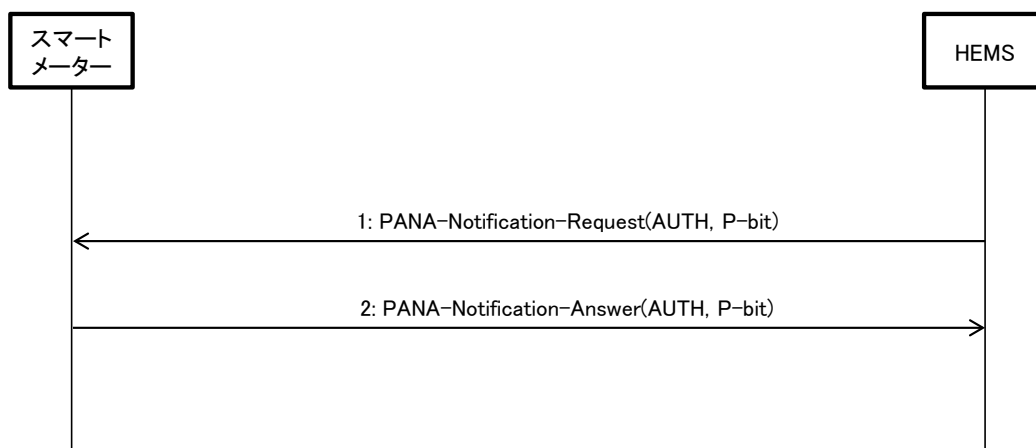 スマート
メーター
HEMS
1: PANA-Notification-Request(AUTH, P-bit)
2: PANA-Notification-Answer(AUTH, P-bit)